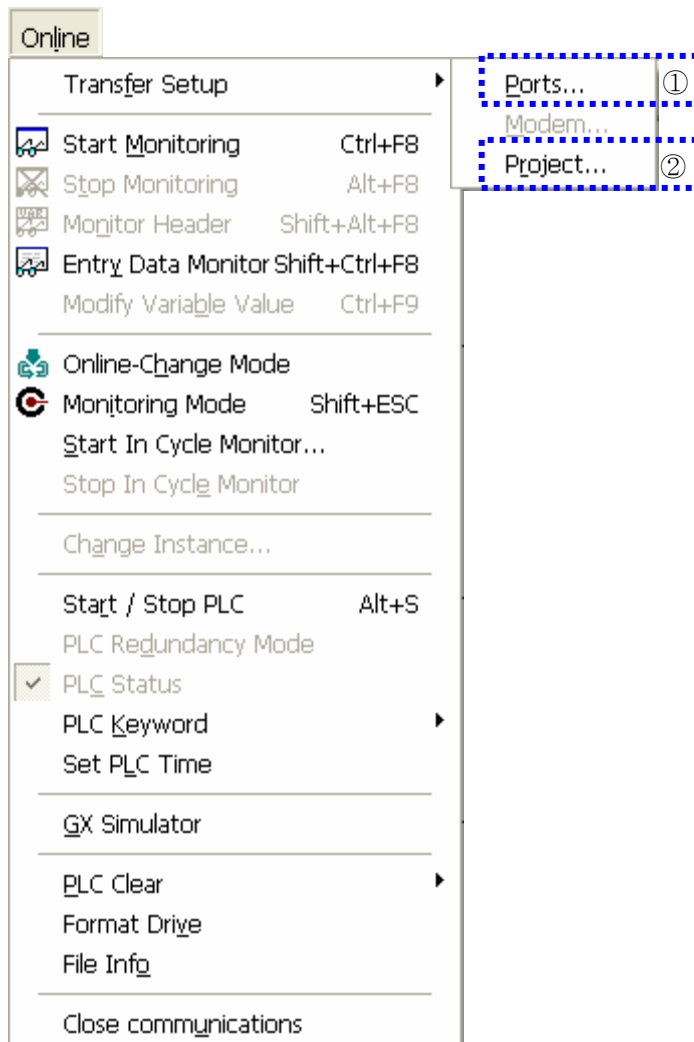 Online
Transfer Setup
Ports... ①
Modem...
Project... ②
Start Monitoring Ctrl+F8
Stop Monitoring Alt+F8
Monitor Header Shift+Alt+F8
Entry Data Monitor Shift+Ctrl+F8
Modify Variable Value Ctrl+F9
Online-Change Mode
Monitoring Mode Shift+ESC
Start In Cycle Monitor...
Stop In Cycle Monitor
Change Instance...
Start / Stop PLC Alt+S
PLC Redundancy Mode
PLC Status
PLC Keyword
Set PLC Time
GX Simulator
PLC Clear
Format Drive
File Info
Close communications